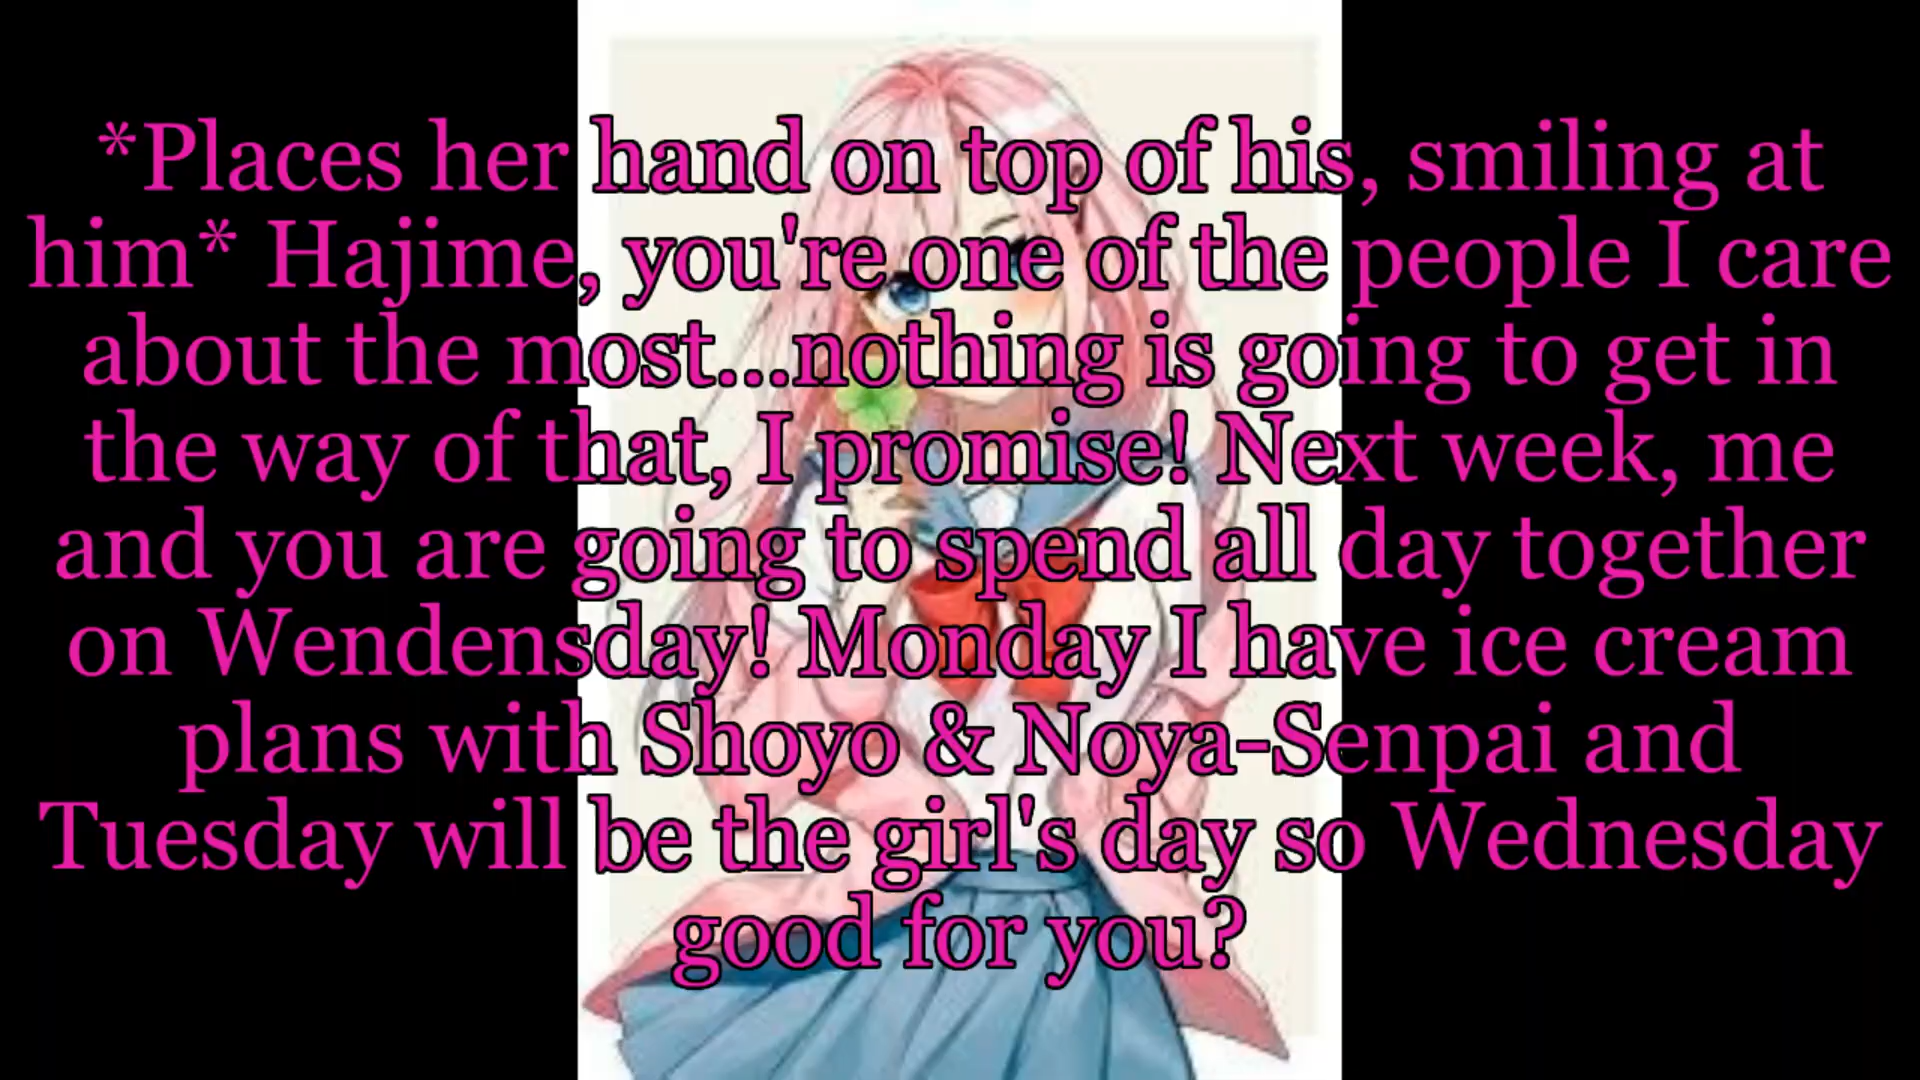 *Places her hand on top of his, smiling at
him* Hajime, you're one of the people I care
about the most...nothing is going to get in
the way of that, I promise! Next week, me
and you are going to spend all day together
on Wendensday! Monday I have ice cream
plans with Shoyo & Noya-Senpai and
Tuesday will be the girl's day so Wednesday
good for you?